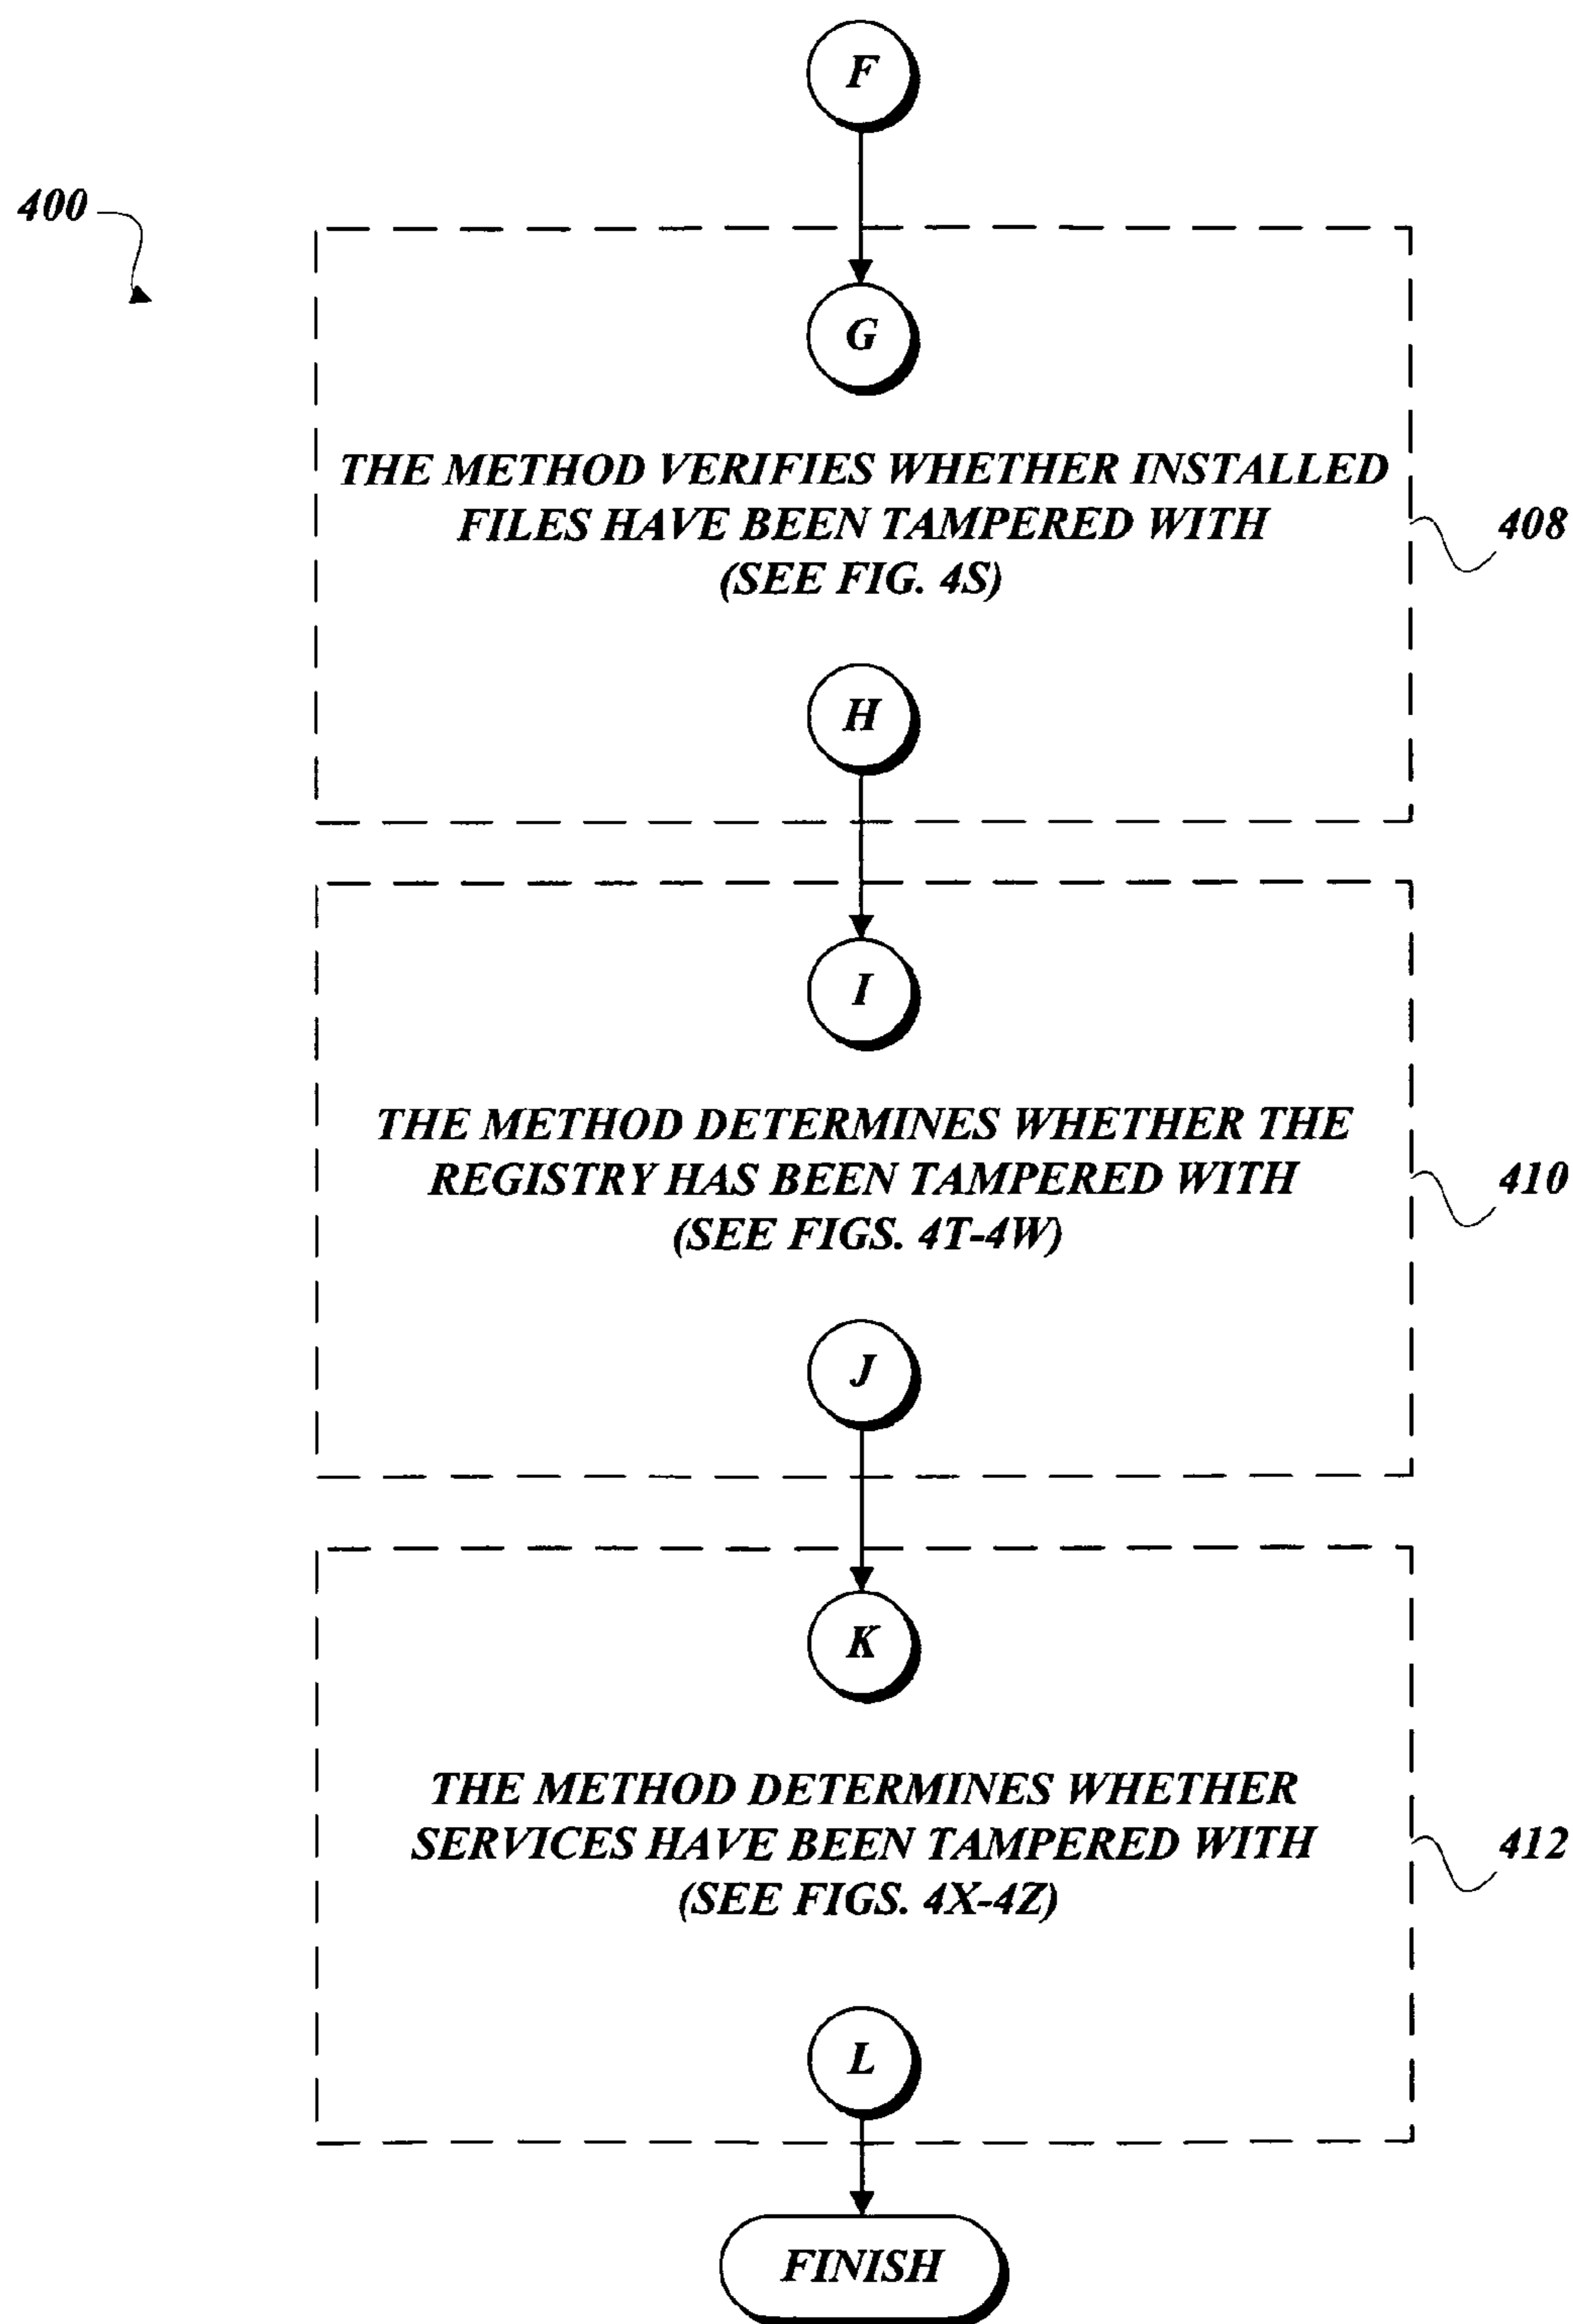 F
400
G
THE METHOD VERIFIES WHETHER INSTALLED
FILES HAVE BEEN TAMPERED WITH
(SEE FIG. 4S)
408
H
I
THE METHOD DETERMINES WHETHER THE
REGISTRY HAS BEEN TAMPERED WITH
(SEE FIGS. 4T-4W)
410
J
K
THE METHOD DETERMINES WHETHER
SERVICES HAVE BEEN TAMPERED WITH
(SEE FIGS. 4X-4Z)
412
L
FINISH